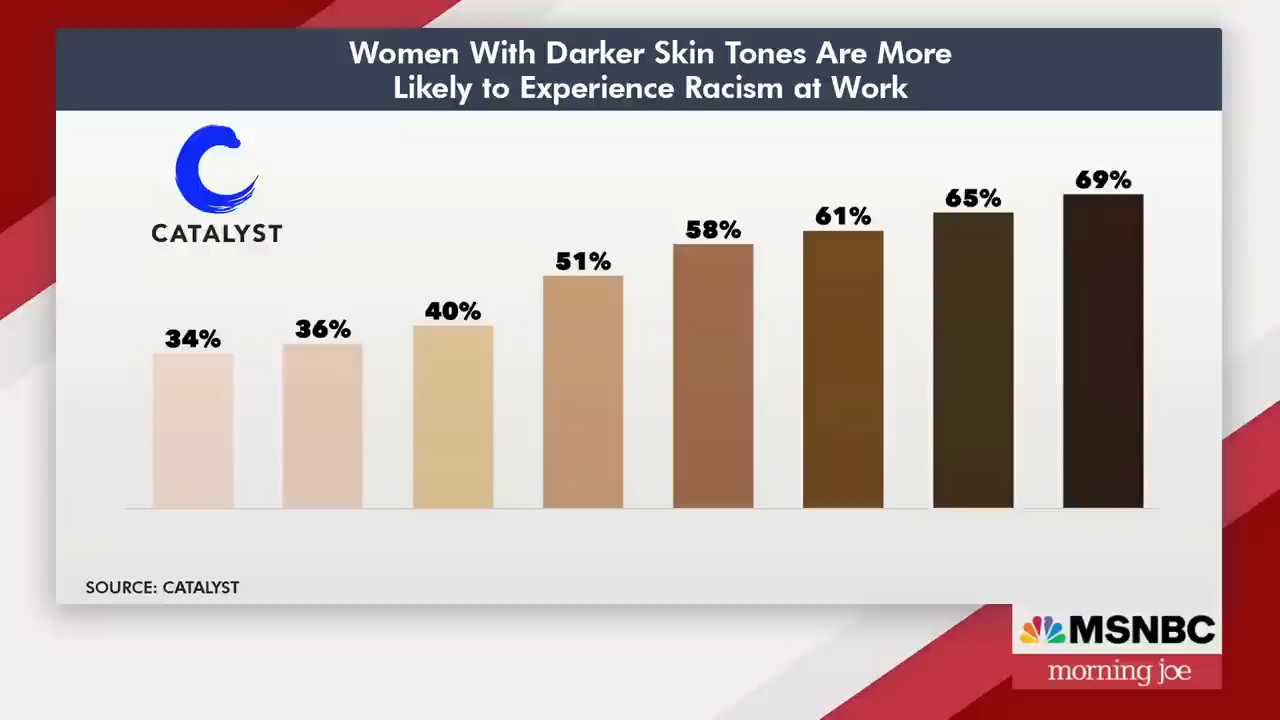 Women With Darker Skin Tones Are More
Likely to Experience Racism at Work
CATALYST
34%
36%
40%
51%
58%
61%
65%
69%
SOURCE: CATALYST
MSNBC
morning joe